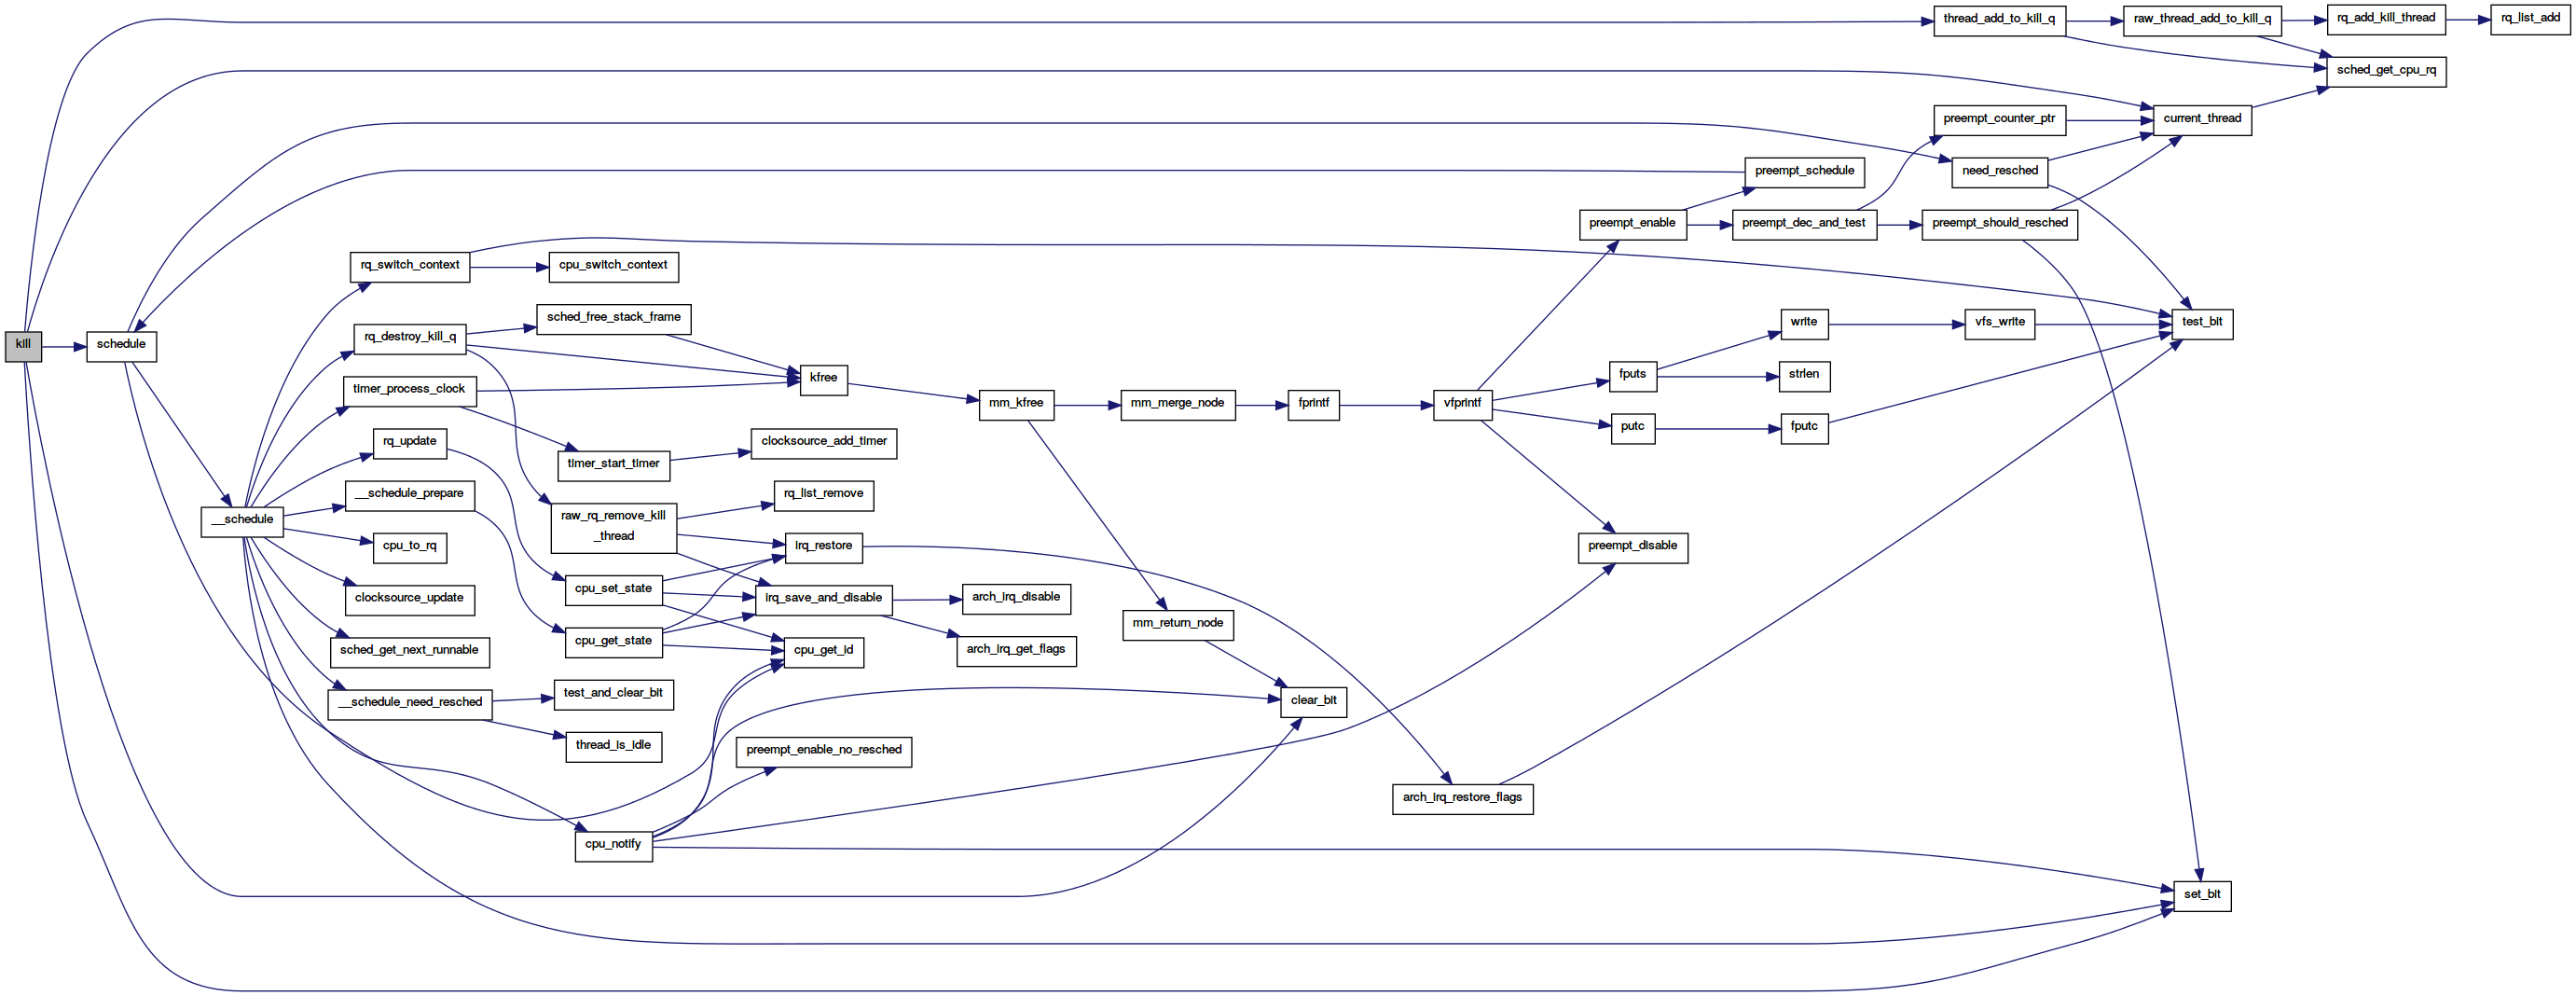 kill
schedule
__schedule
rq_switch_context
rq_destroy_kill_q
timer_process_clock
rq_update
__schedule_prepare
cpu_to_rq
clocksource_update
sched_get_next_runnable
__schedule_need_resched
cpu_switch_context
sched_free_stack_frame
timer_start_timer
raw_rq_remove_kill
_thread
cpu_set_state
cpu_get_state
test_and_clear_bit
thread_is_idle
cpu_notify
kfree
clocksource_add_timer
rq_list_remove
irq_restore
irq_save_and_disable
cpu_get_id
preempt_enable_no_resched
mm_kfree
arch_irq_disable
arch_irq_get_flags
mm_merge_node
mm_return_node
fprintf
clear_bit
vfprintf
arch_irq_restore_flags
preempt_enable
fputs
putc
preempt_disable
preempt_schedule
preempt_dec_and_test
write
strlen
fputc
thread_add_to_kill_q
preempt_counter_ptr
need_resched
preempt_should_resched
vfs_write
raw_thread_add_to_kill_q
current_thread
test_bit
set_bit
rq_add_kill_thread
sched_get_cpu_rq
rq_list_add